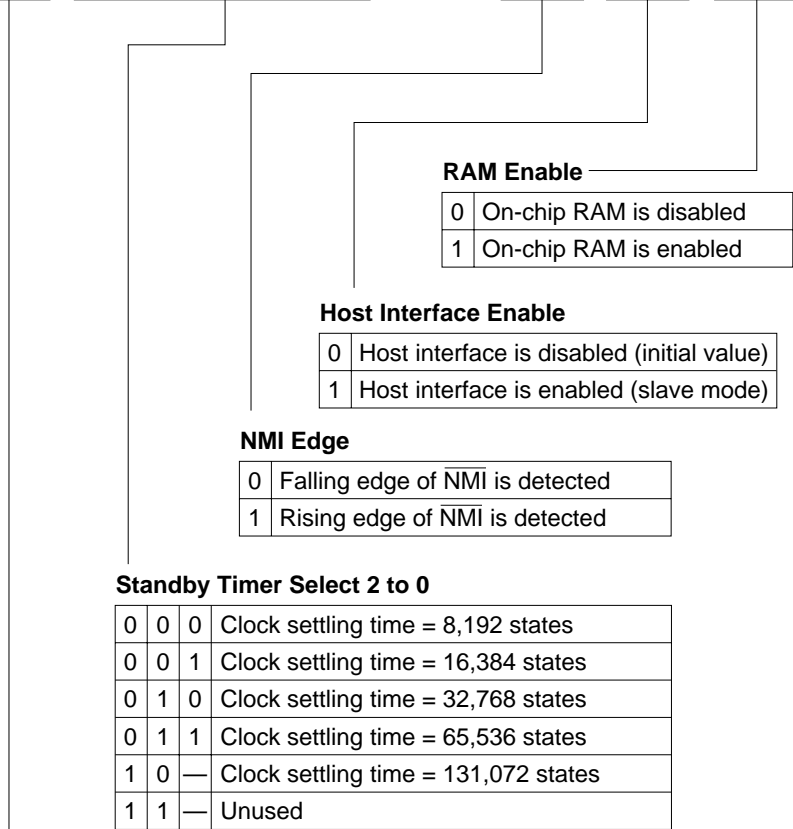 RAM Enable
0 On-chip RAM is disabled
1 On-chip RAM is enabled
Host Interface Enable
0 Host interface is disabled (initial value)
1 Host interface is enabled (slave mode)
NMI Edge
0 Falling edge of N̅M̅I̅ is detected
1 Rising edge of N̅M̅I̅ is detected
Standby Timer Select 2 to 0
0 0 0 Clock settling time = 8,192 states
0 0 1 Clock settling time = 16,384 states
0 1 0 Clock settling time = 32,768 states
0 1 1 Clock settling time = 65,536 states
1 0 — Clock settling time = 131,072 states
1 1 — Unused